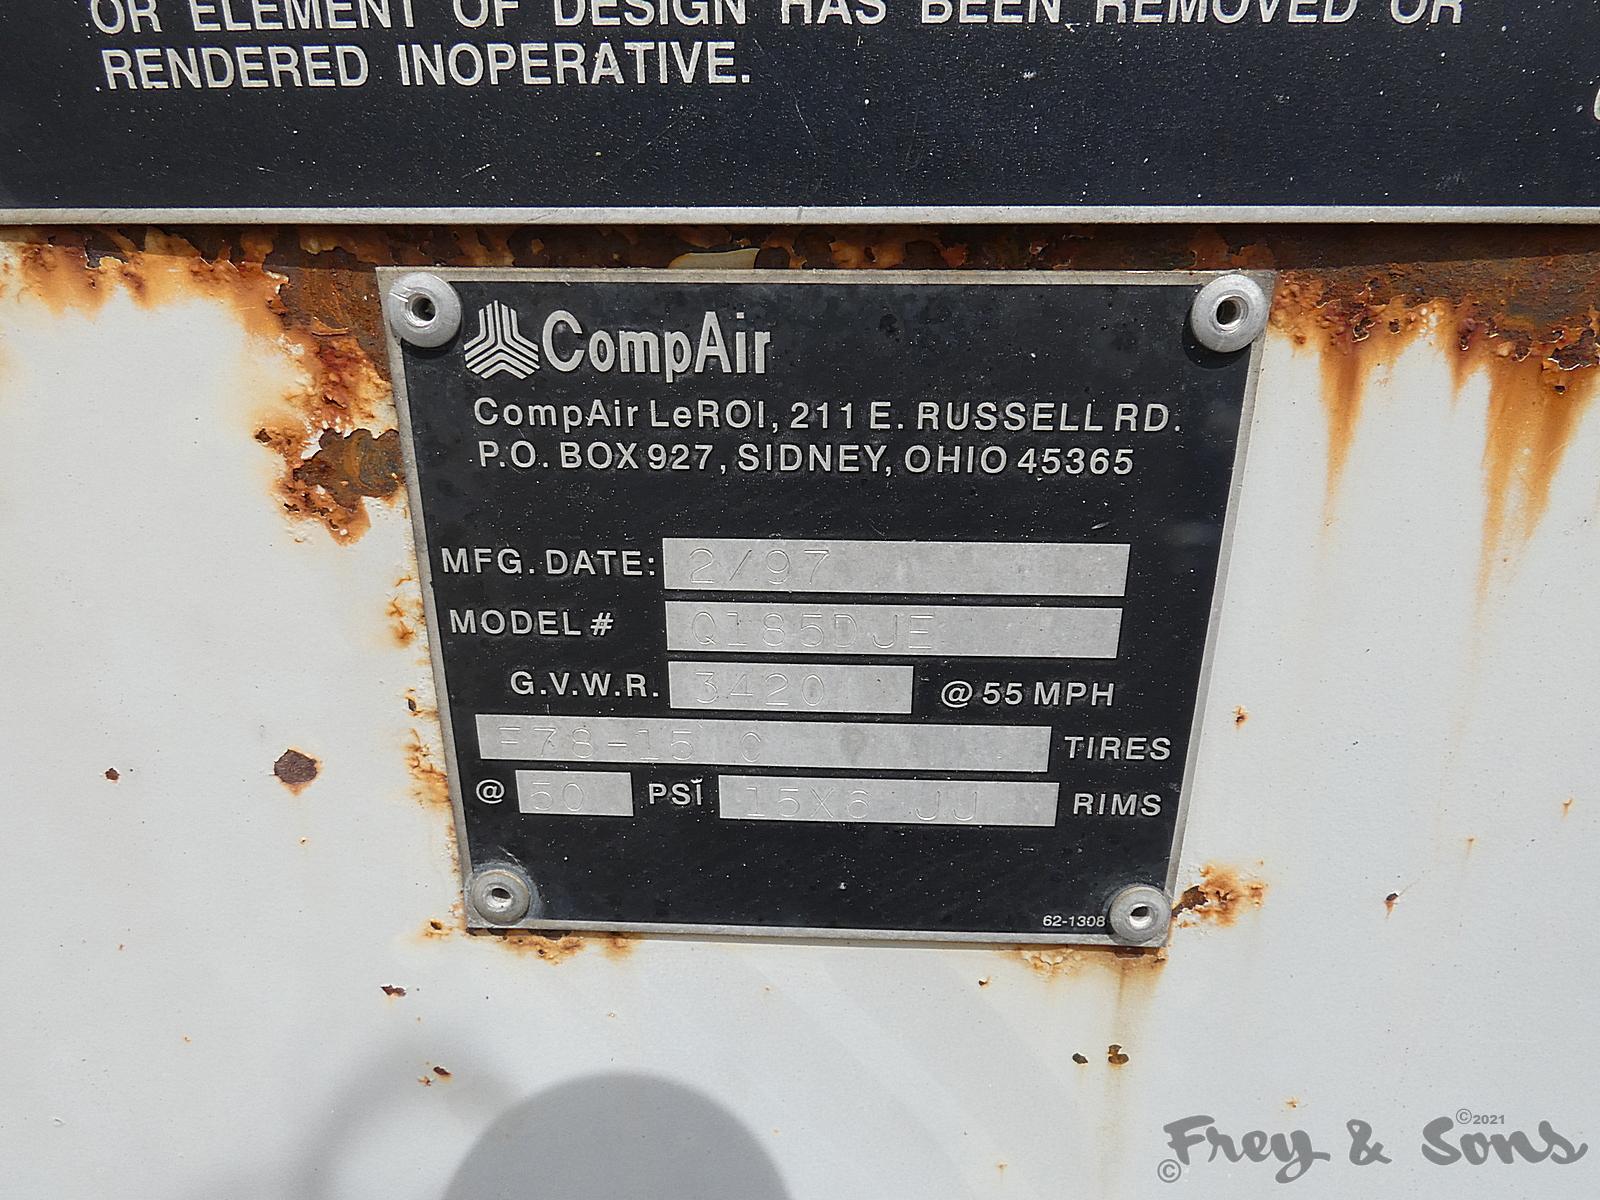 OR ELEMENT OF DESIGN HAS BEEN REMOVED OR
RENDERED INOPERATIVE.
CompAir
CompAir LeROI, 211 E. RUSSELL RD.
P.O. BOX 927, SIDNEY, OHIO 45365
MFG. DATE: 2/97
MODEL # Q185DJE
G.V.W.R. 3420 @ 55 MPH
F78-15 C TIRES
@ 50 PSI 15X6 JJ RIMS
62-1308
©2021
Frey & Sons
©